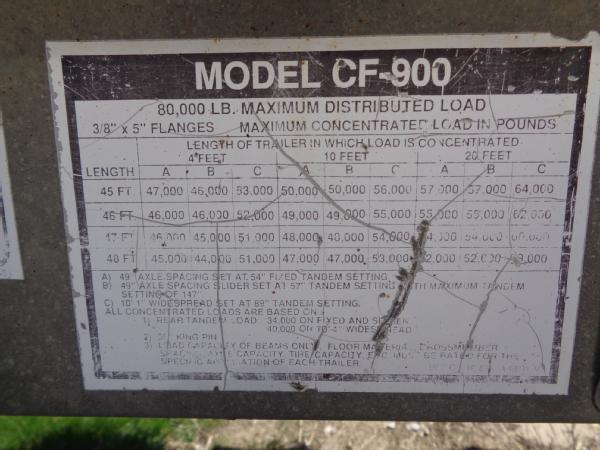 MODEL CF-900
80,000 LB. MAXIMUM DISTRIBUTED LOAD
3/8" x 5" FLANGES MAXIMUM CONCENTRATED LOAD IN POUNDS
LENGTH OF TRAILER IN WHICH LOAD IS CONCENTRATED
4 FEET 10 FEET 20 FEET
LENGTH A B C A B C A B C
45 FT. 47,000 46,000 53,000 50,000 50,000 56,000 57,000 57,000 64,000
46 FT. 46,000 46,000 52,000 49,000 49,000 55,000 55,000 55,000 62,000
47 FT 46,000 45,000 51,000 48,000 48,000 54,000 54,000 60,000
48 FT. 45,000 44,000 51,000 47,000 47,000 53,000 52,000 52,000
A) 49" AXLE SPACING SET AT 54" FIXED TANDEM SETTING
B) 49" AXLE SPACING SLIDER SET AT 57" TANDEM SETTING WITH MAXIMUM TANDEM
SETTING OF 147"
C) 10' 1" WIDESPREAD SET AT 89" TANDEM SETTING.
ALL CONCENTRATED LOADS ARE BASED ON:
1) REAR TANDEM LOAD: 34,000 ON FIXED AND SLIDER
40,000 ON WIDESPREAD
2) KING PIN
3) LOAD CAPACITY OF BEAMS ONLY. FLOOR MATERIAL, CROSSMEMBER
SPACING, AXLE CAPACITY, TIRE CAPACITY, ETC. MUST BE RATED FOR THE
SPECIFIC APPLICATION OF EACH TRAILER